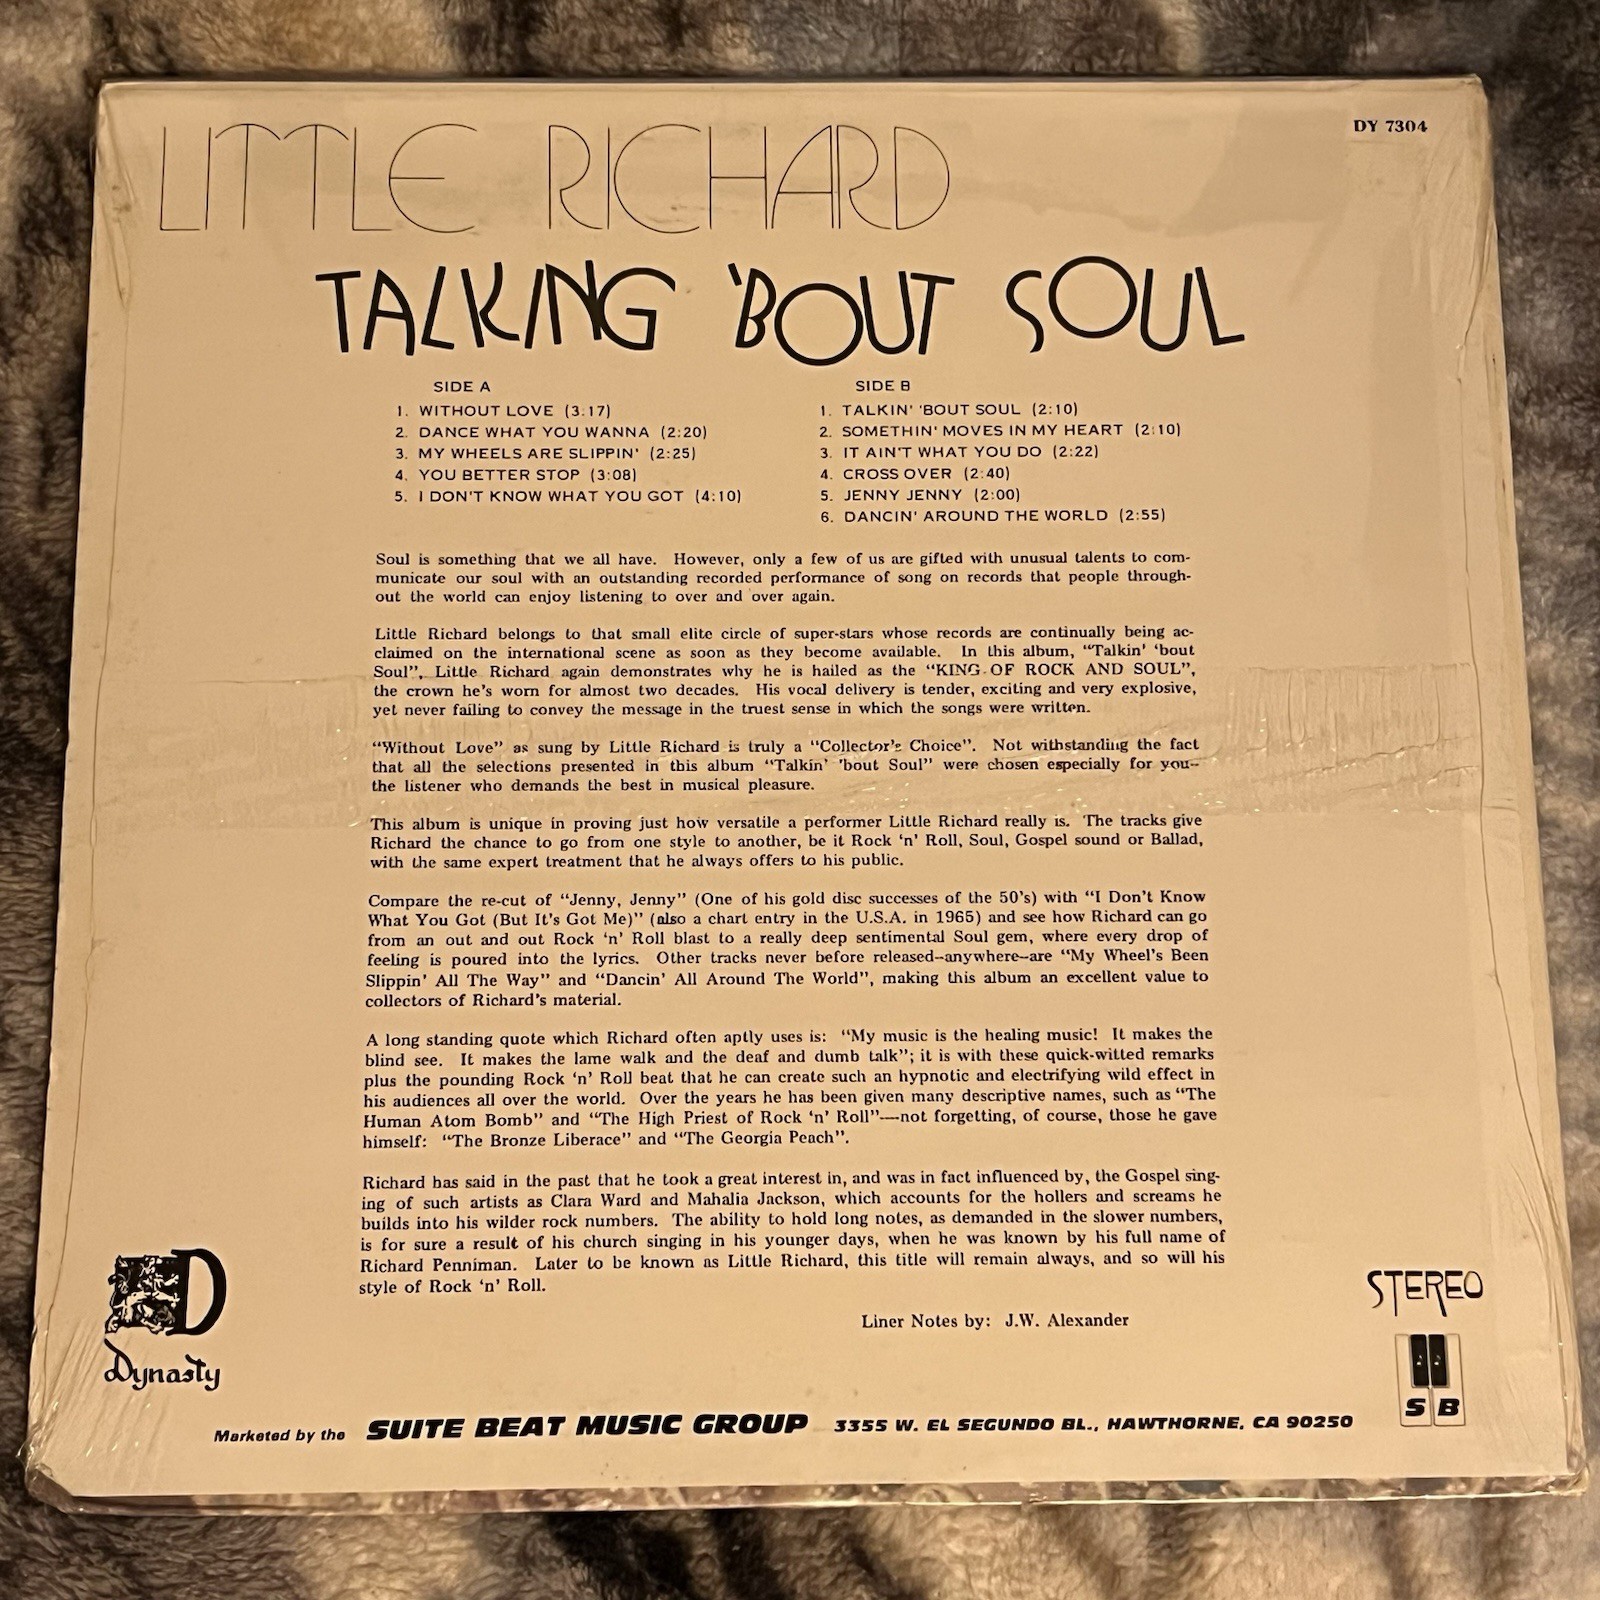 LITTLE RICHARD
DY 7304
TALKING 'BOUT SOUL
SIDE A
1. WITHOUT LOVE (3:17)
2. DANCE WHAT YOU WANNA (2:20)
3. MY WHEELS ARE SLIPPIN' (2:25)
4. YOU BETTER STOP (3:08)
5. I DON'T KNOW WHAT YOU GOT (4:10)
SIDE B
1. TALKIN' 'BOUT SOUL (2:10)
2. SOMETHIN' MOVES IN MY HEART (2:10)
3. IT AIN'T WHAT YOU DO (2:22)
4. CROSS OVER (2:40)
5. JENNY JENNY (2:00)
6. DANCIN' AROUND THE WORLD (2:55)
Soul is something that we all have. However, only a few of us are gifted with unusual talents to com-
municate our soul with an outstanding recorded performance of song on records that people through-
out the world can enjoy listening to over and over again.
Little Richard belongs to that small elite circle of super-stars whose records are continually being ac-
claimed on the international scene as soon as they become available. In this album, "Talkin' 'bout
Soul", Little Richard again demonstrates why he is hailed as the "KING OF ROCK AND SOUL",
the crown he's worn for almost two decades. His vocal delivery is tender, exciting and very explosive,
yet never failing to convey the message in the truest sense in which the songs were written.
"Without Love" as sung by Little Richard is truly a "Collector's Choice". Not withstanding the fact
that all the selections presented in this album "Talkin' 'bout Soul" were chosen especially for you--
the listener who demands the best in musical pleasure.
This album is unique in proving just how versatile a performer Little Richard really is. The tracks give
Richard the chance to go from one style to another, be it Rock 'n' Roll, Soul, Gospel sound or Ballad,
with the same expert treatment that he always offers to his public.
Compare the re-cut of "Jenny, Jenny" (One of his gold disc successes of the 50's) with "I Don't Know
What You Got (But It's Got Me)" (also a chart entry in the U.S.A. in 1965) and see how Richard can go
from an out and out Rock 'n' Roll blast to a really deep sentimental Soul gem, where every drop of
feeling is poured into the lyrics. Other tracks never before released--anywhere--are "My Wheel's Been
Slippin' All The Way" and "Dancin' All Around The World", making this album an excellent value to
collectors of Richard's material.
A long standing quote which Richard often aptly uses is: "My music is the healing music! It makes the
blind see. It makes the lame walk and the deaf and dumb talk"; it is with these quick-witted remarks
plus the pounding Rock 'n' Roll beat that he can create such an hypnotic and electrifying wild effect in
his audiences all over the world. Over the years he has been given many descriptive names, such as "The
Human Atom Bomb" and "The High Priest of Rock 'n' Roll"—not forgetting, of course, those he gave
himself: "The Bronze Liberace" and "The Georgia Peach".
Richard has said in the past that he took a great interest in, and was in fact influenced by, the Gospel sing-
ing of such artists as Clara Ward and Mahalia Jackson, which accounts for the hollers and screams he
builds into his wilder rock numbers. The ability to hold long notes, as demanded in the slower numbers,
is for sure a result of his church singing in his younger days, when he was known by his full name of
Richard Penniman. Later to be known as Little Richard, this title will remain always, and so will his
style of Rock 'n' Roll.
Liner Notes by: J.W. Alexander
D
Dynasty
STEREO
SB
Marketed by the SUITE BEAT MUSIC GROUP 3355 W. EL SEGUNDO BL., HAWTHORNE, CA 90250